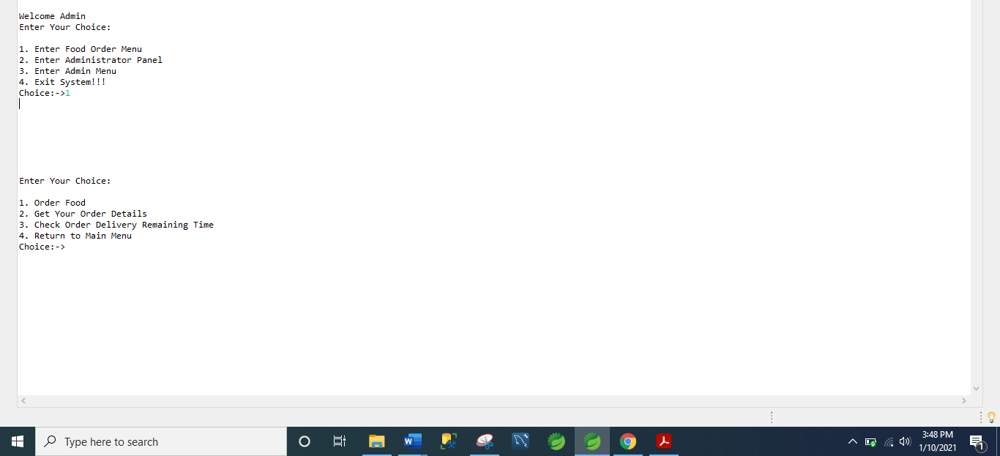 Welcome Admin
Enter Your Choice:
1. Enter Food Order Menu
2. Enter Administrator Panel
3. Enter Admin Menu
4. Exit System!!!
Choice:->1
Enter Your Choice:
1. Order Food
2. Get Your Order Details
3. Check Order Delivery Remaining Time
4. Return to Main Menu
Choice:->
Type here to search
W
3:48 PM
1/10/2021
1